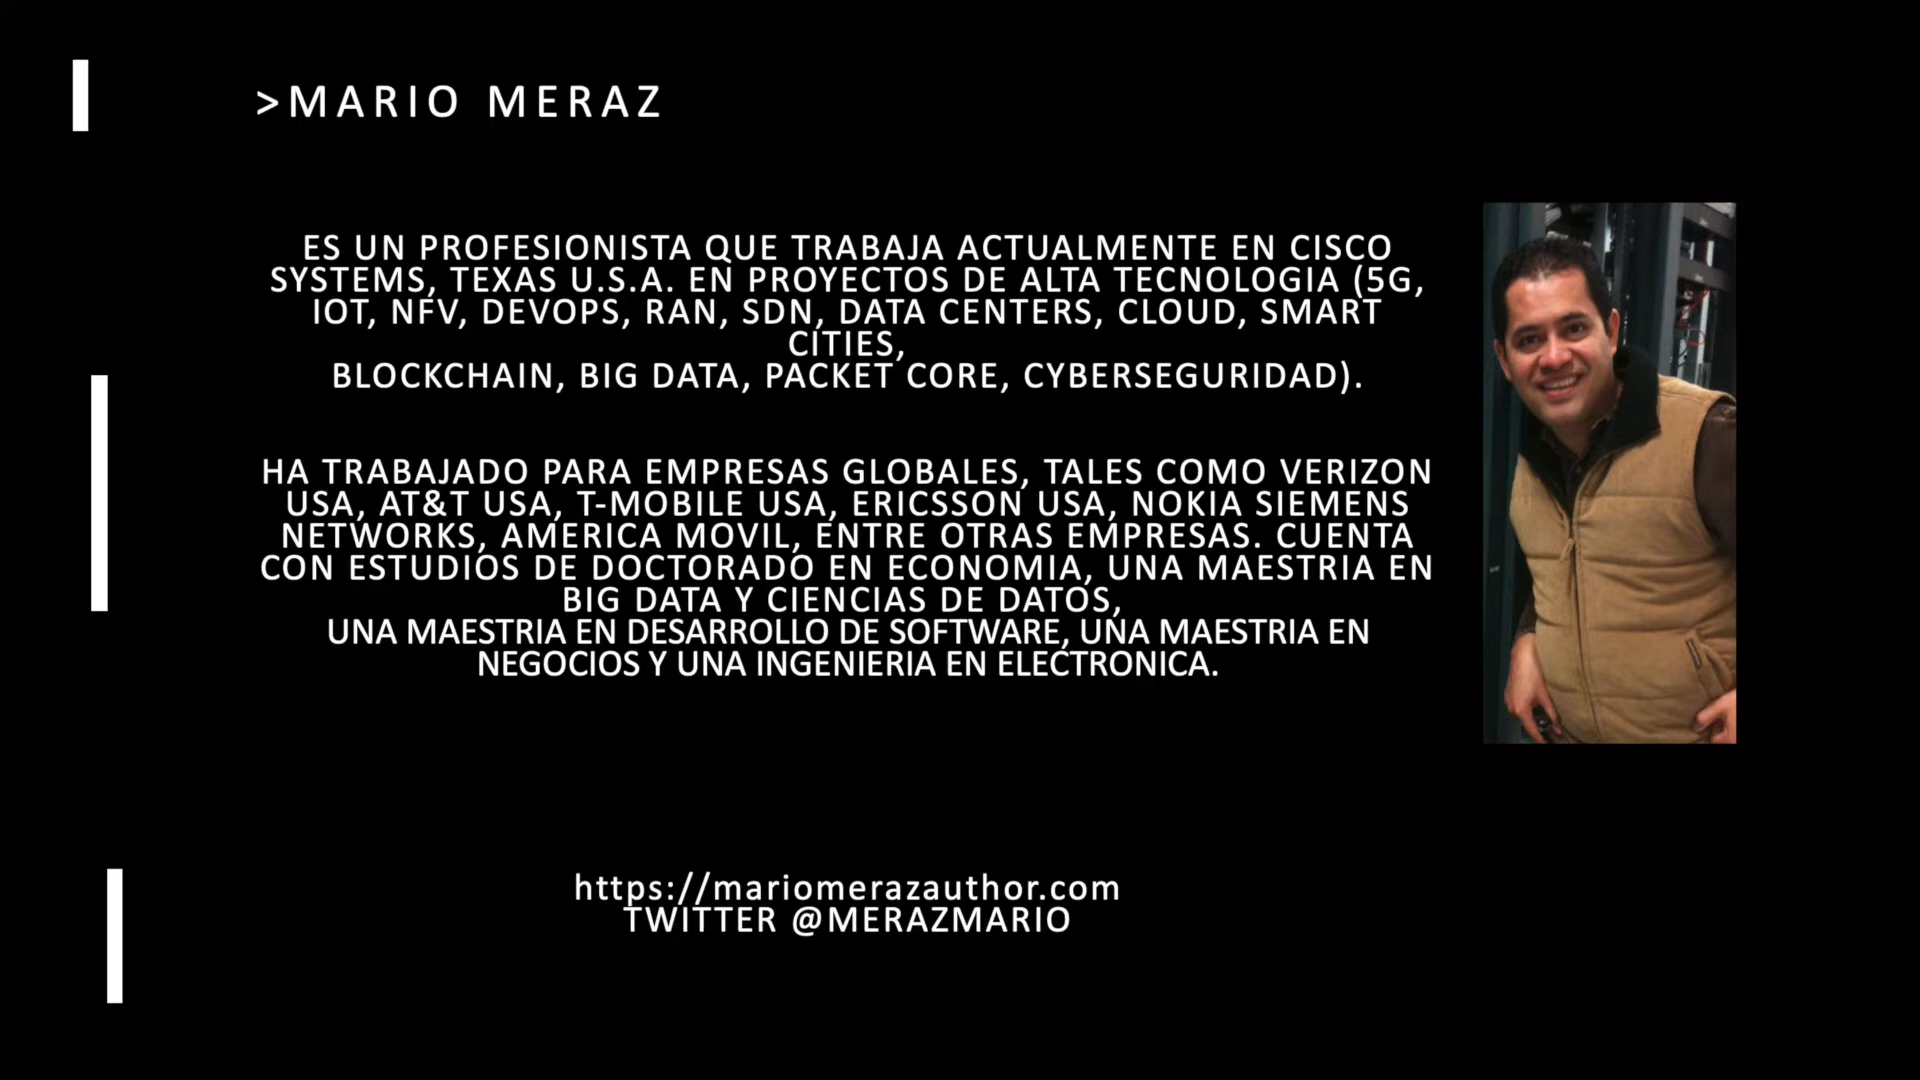 >MARIO MERAZ
ES UN PROFESIONISTA QUE TRABAJA ACTUALMENTE EN CISCO
SYSTEMS, TEXAS U.S.A. EN PROYECTOS DE ALTA TECNOLOGIA (5G,
IOT, NFV, DEVOPS, RAN, SDN, DATA CENTERS, CLOUD, SMART
CITIES,
BLOCKCHAIN, BIG DATA, PACKET CORE, CYBERSEGURIDAD).
HA TRABAJADO PARA EMPRESAS GLOBALES, TALES COMO VERIZON
USA, AT&T USA, T-MOBILE USA, ERICSSON USA, NOKIA SIEMENS
NETWORKS, AMERICA MOVIL, ENTRE OTRAS EMPRESAS. CUENTA
CON ESTUDIOS DE DOCTORADO EN ECONOMIA, UNA MAESTRIA EN
BIG DATA Y CIENCIAS DE DATOS,
UNA MAESTRIA EN DESARROLLO DE SOFTWARE, UNA MAESTRIA EN
NEGOCIOS Y UNA INGENIERIA EN ELECTRONICA.
https://mariomerazauthor.com
TWITTER @MERAZMARIO